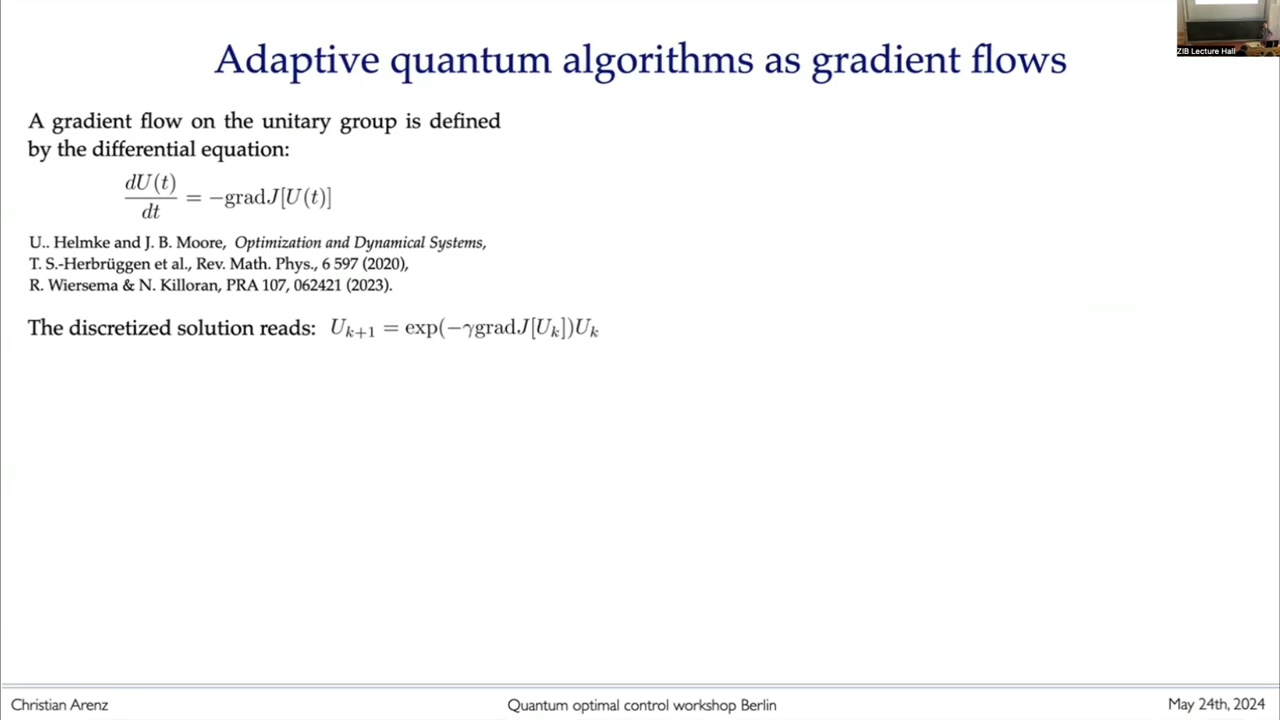 ZIB Lecture Hall
Adaptive quantum algorithms as gradient flows
A gradient flow on the unitary group is defined
by the differential equation:
dU(t)/dt = −gradJ[U(t)]
U.. Helmke and J. B. Moore, Optimization and Dynamical Systems,
T. S.-Herbrüggen et al., Rev. Math. Phys., 6 597 (2020),
R. Wiersema & N. Killoran, PRA 107, 062421 (2023).
The discretized solution reads: U_{k+1} = exp(−γgradJ[U_k])U_k
Christian Arenz
Quantum optimal control workshop Berlin
May 24th, 2024